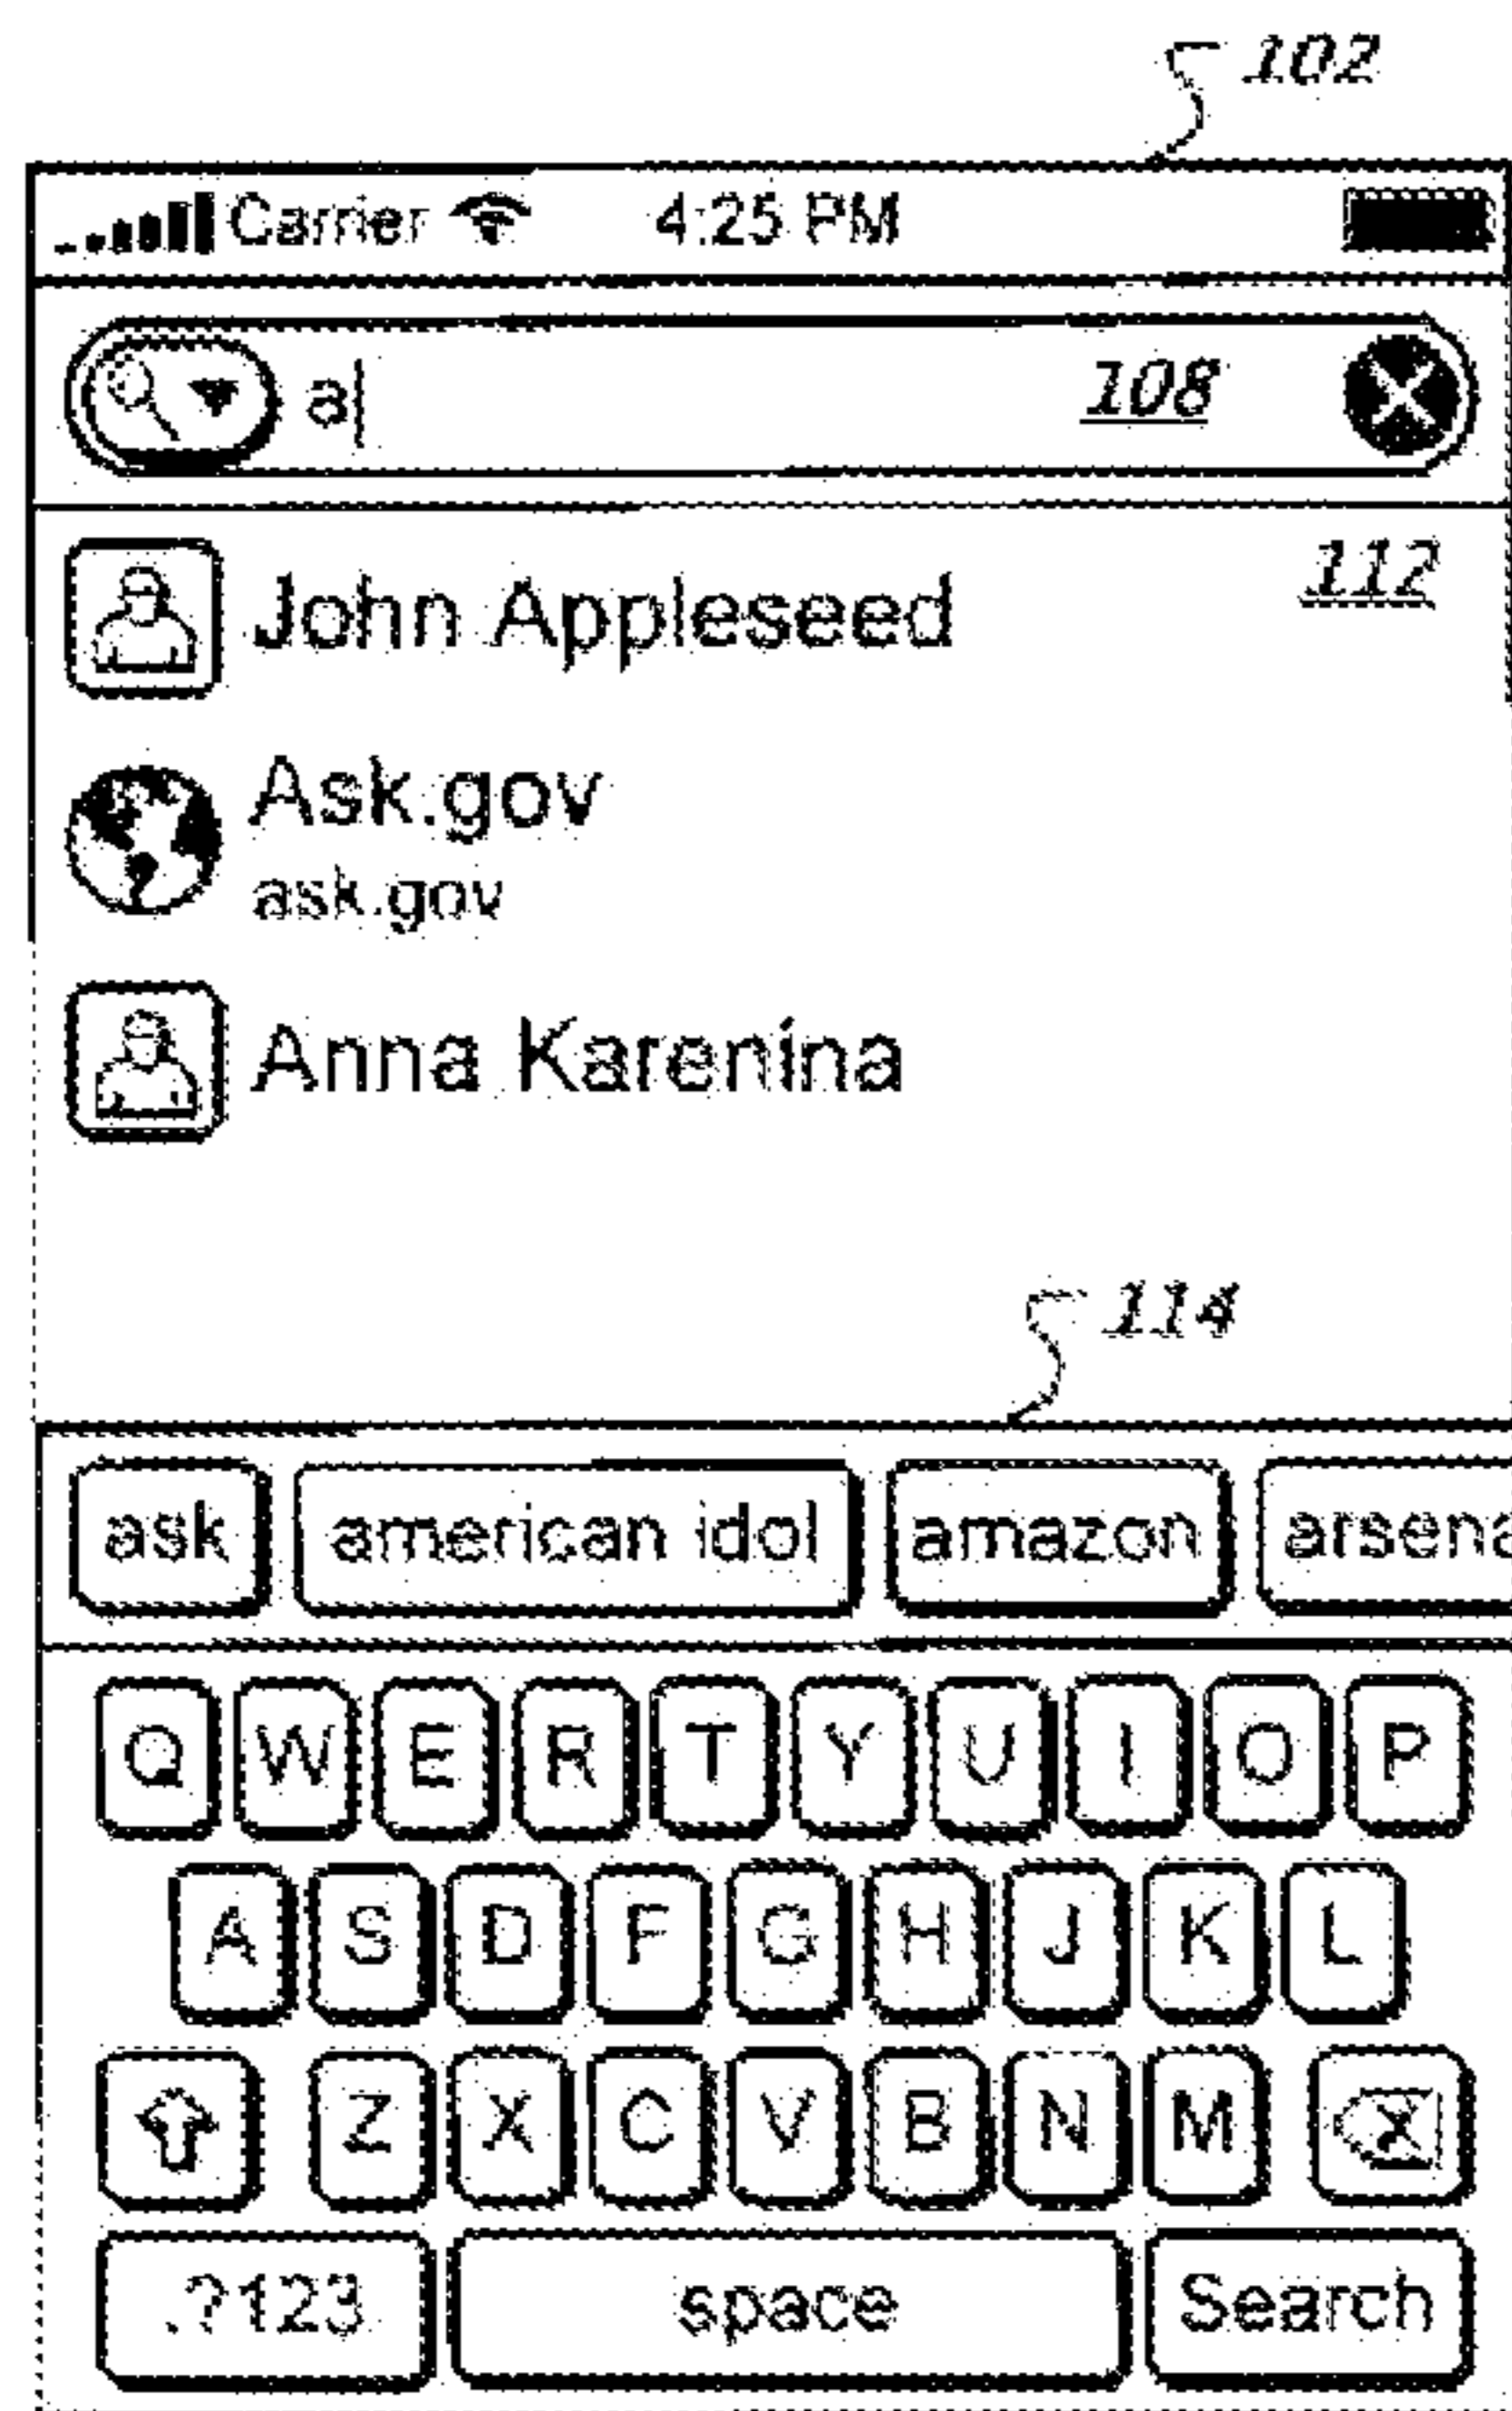 102
Carrier 4:25 PM
a 108
112
John Appleseed
Ask.gov
ask.gov
Anna Karenina
114
ask american idol amazon arsena
Q W E R T Y U I O P
A S D F G H J K L
Z X C V B N M
.?123 space Search